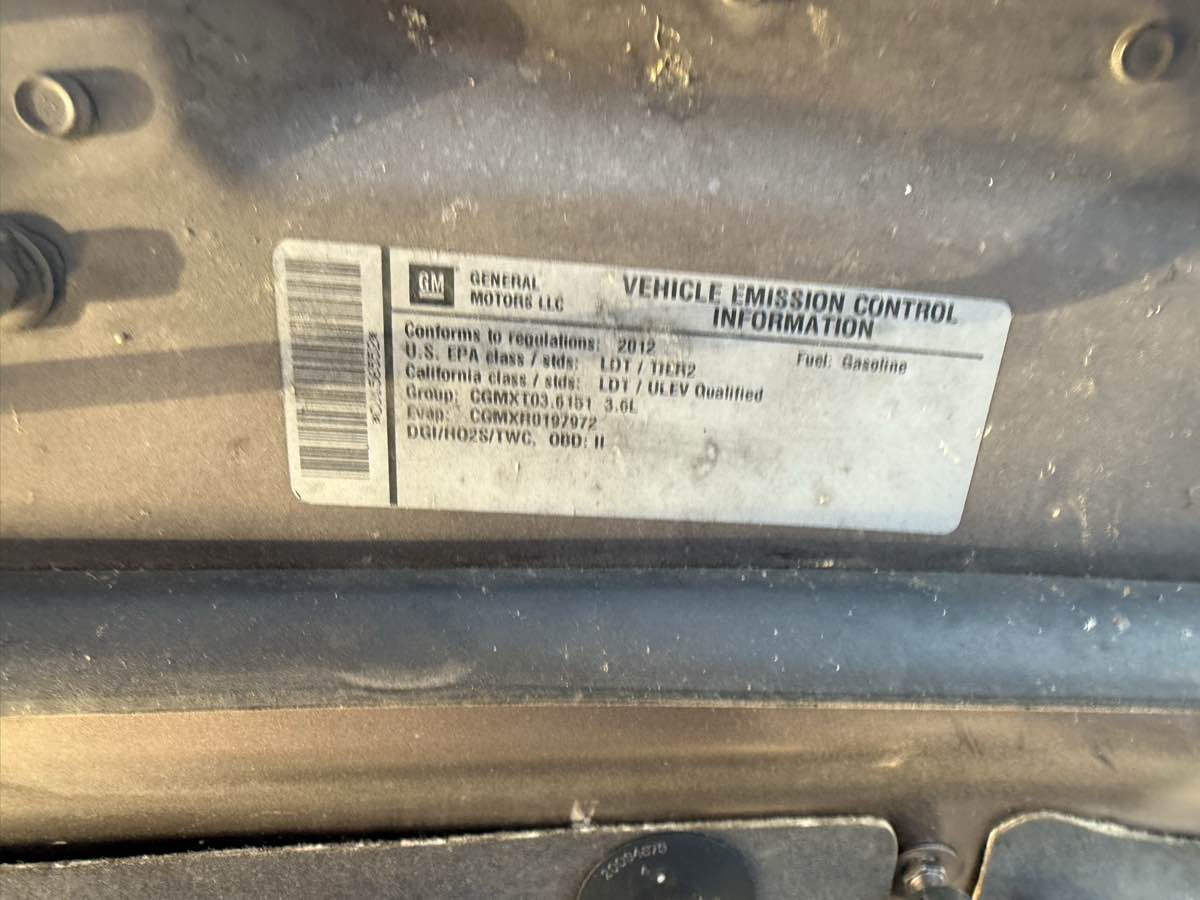 GM
GENERAL
MOTORS LLC
VEHICLE EMISSION CONTROL
INFORMATION
Conforms to regulations: 2012
Fuel: Gasoline
U.S. EPA class / stds: LDT / TIER2
California class / stds: LDT / ULEV Qualified
Group: CGMXT03.6151 3.6L
Evap: CGMXR0197972
DGI/HO2S/TWC, OBD: II
A